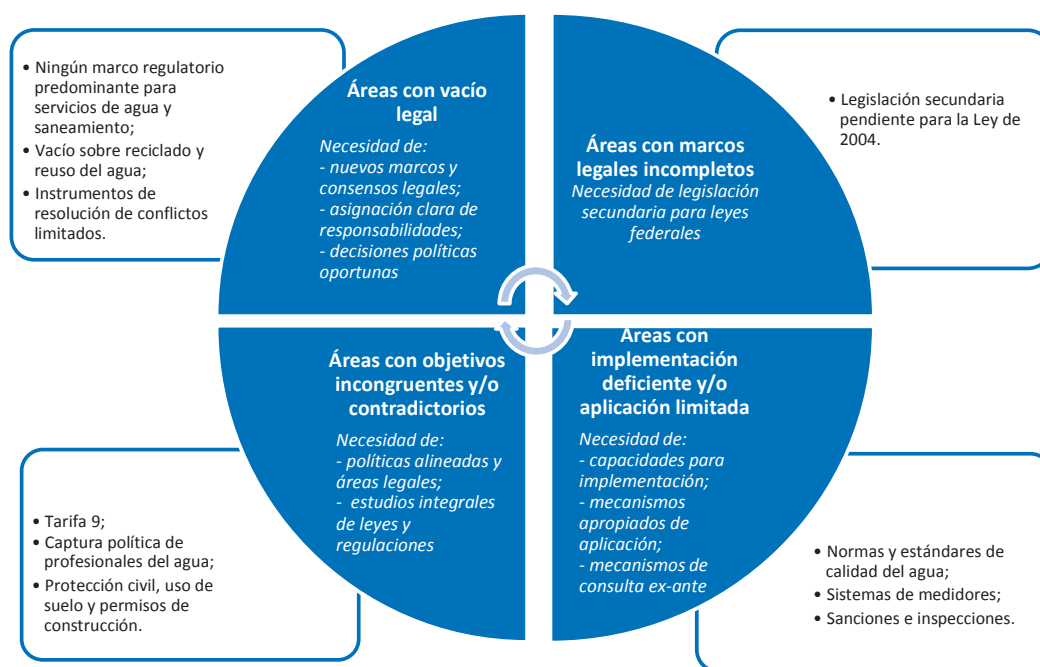 • Ningún marco regulatorio
predominante para
servicios de agua y
saneamiento;
• Vacío sobre reciclado y
reuso del agua;
• Instrumentos de
resolución de conflictos
limitados.
Áreas con vacío
legal
Necesidad de:
- nuevos marcos y
consensos legales;
- asignación clara de
responsabilidades;
- decisiones políticas
oportunas
Áreas con marcos
legales incompletos
Necesidad de legislación
secundaria para leyes
federales
• Legislación secundaria
pendiente para la Ley de
2004.
Áreas con objetivos
incongruentes y/o
contradictorios
Necesidad de:
- políticas alineadas y
áreas legales;
- estudios integrales
de leyes y
regulaciones
Áreas con
implementación
deficiente y/o
aplicación limitada
Necesidad de:
- capacidades para
implementación;
- mecanismos
apropiados de
aplicación;
- mecanismos de
consulta ex-ante
• Tarifa 9;
• Captura política de
profesionales del agua;
• Protección civil, uso de
suelo y permisos de
construcción.
• Normas y estándares de
calidad del agua;
• Sistemas de medidores;
• Sanciones e inspecciones.